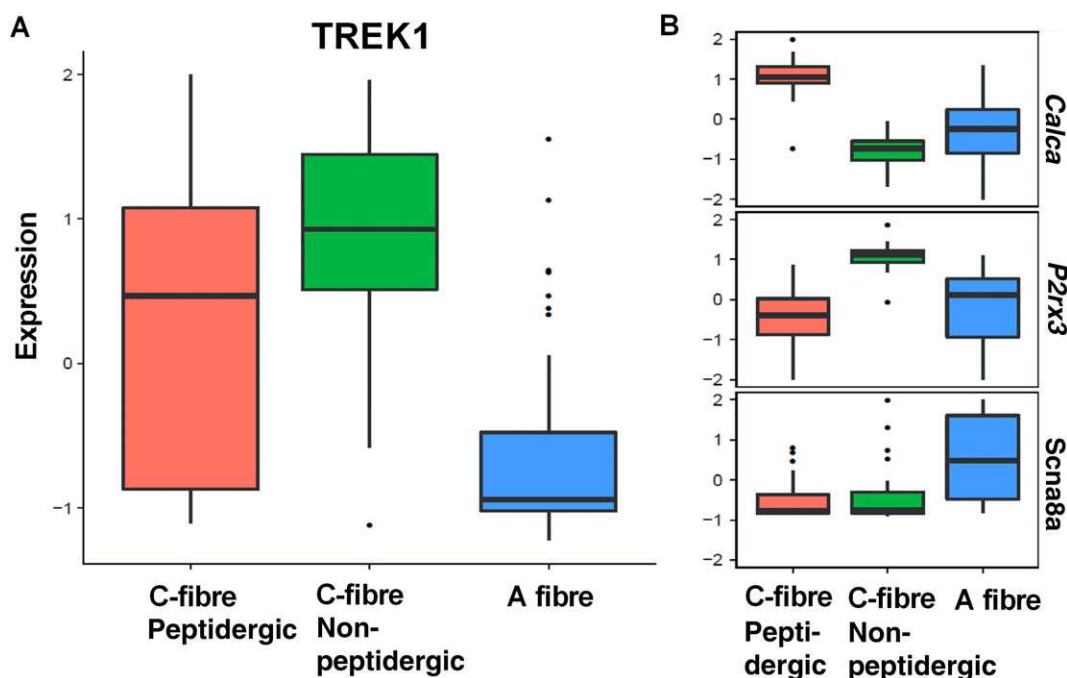 A
TREK1
Expression
2
1
0
−1
C-fibre
Peptidergic
C-fibre
Non-
peptidergic
A fibre
B
2
1
0
−1
−2
Calca
2
1
0
−1
−2
P2rx3
2
1
0
−1
−2
Scna8a
C-fibre
Pepti-
dergic
C-fibre
Non-
peptidergic
A fibre